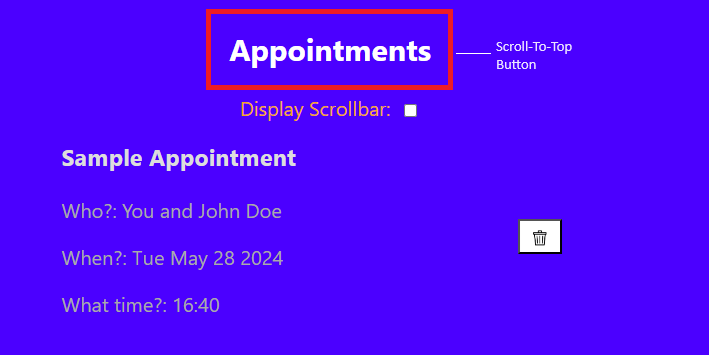 Appointments
Scroll-To-Top
Button
Display Scrollbar:
Sample Appointment
Who?: You and John Doe
When?: Tue May 28 2024
What time?: 16:40